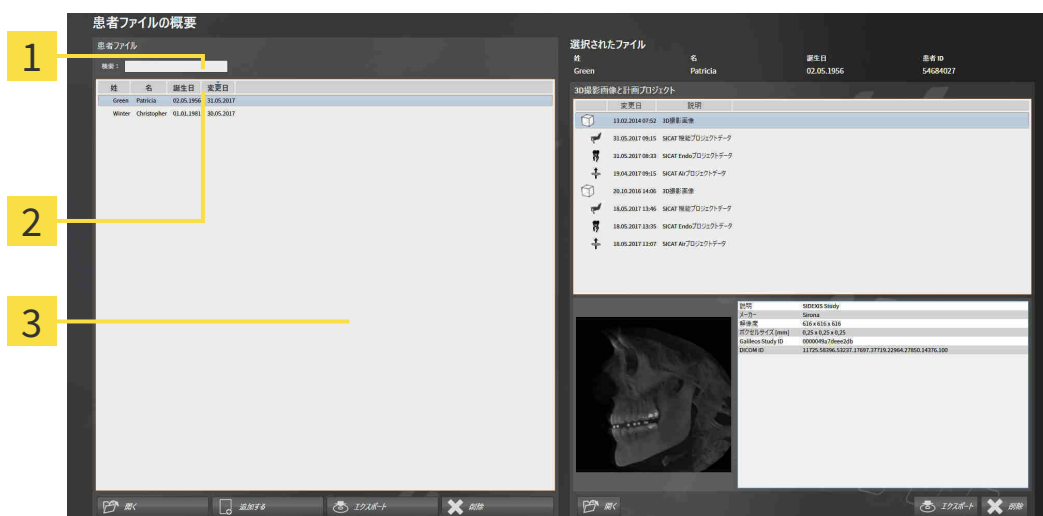 患者ファイルの概要
患者ファイル
検索：
姓 名 誕生日 変更日
Green Patricia 02.05.1956 31.05.2017
Winter Christopher 01.01.1981 30.05.2017
開く 追加する エクスポート 削除
1
2
3
選択されたファイル
姓 名 誕生日 患者 ID
Green Patricia 02.05.1956 54684027
3D撮影画像と計画プロジェクト
変更日 説明
13.02.2014 07:52 3D撮影画像
31.05.2017 09:15 SICAT 機能プロジェクトデータ
31.05.2017 08:33 SICAT Endoプロジェクトデータ
19.04.2017 09:15 SICAT Airプロジェクトデータ
20.10.2016 14:06 3D撮影画像
18.05.2017 13:46 SICAT 機能プロジェクトデータ
18.05.2017 13:35 SICAT Endoプロジェクトデータ
18.05.2017 13:07 SICAT Airプロジェクトデータ
説明 SIDEXIS Study
メーカー Sirona
解像度 616 x 616 x 616
ボクセルサイズ [mm] 0,25 x 0,25 x 0,25
Galileos Study ID 0000049a7deee2db
DICOM ID 11725.58396.53237.17697.37719.22964.27850.14376.100
開く エクスポート 削除